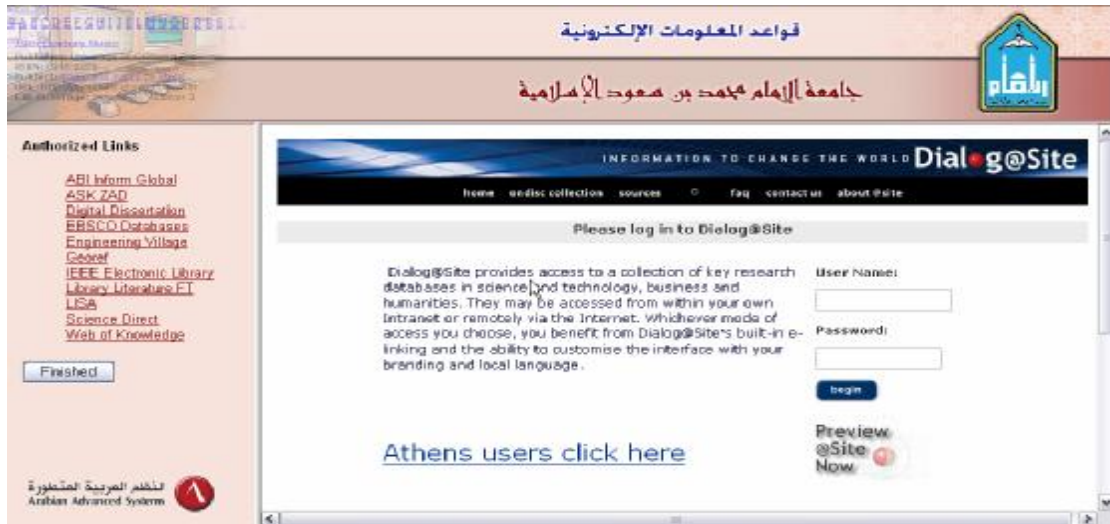 قواعد المعلومات الإلكترونية
جامعة الإمام محمد بن سعود الإسلامية
Authorized Links
ABI Inform Global
ASK ZAD
Digital Dissertation
EBSCO Databases
Engineering Village
Georef
IEEE Electronic Library
Library Literature FT
LISA
Science Direct
Web of Knowledge
Finished
النظم العربية المتطورة
Arabian Advanced Systems
INFORMATION TO CHANGE THE WORLD Dialog@Site
home ondisc collection sources faq contact us about @site
Please log in to Dialog@Site
Dialog@Site provides access to a collection of key research
databases in science and technology, business and
humanities. They may be accessed from within your own
Intranet or remotely via the Internet. Whichever mode of
access you choose, you benefit from Dialog@Site's built-in e-
linking and the ability to customise the interface with your
branding and local language.
Athens users click here
User Name:
Password:
begin
Preview
@Site
Now